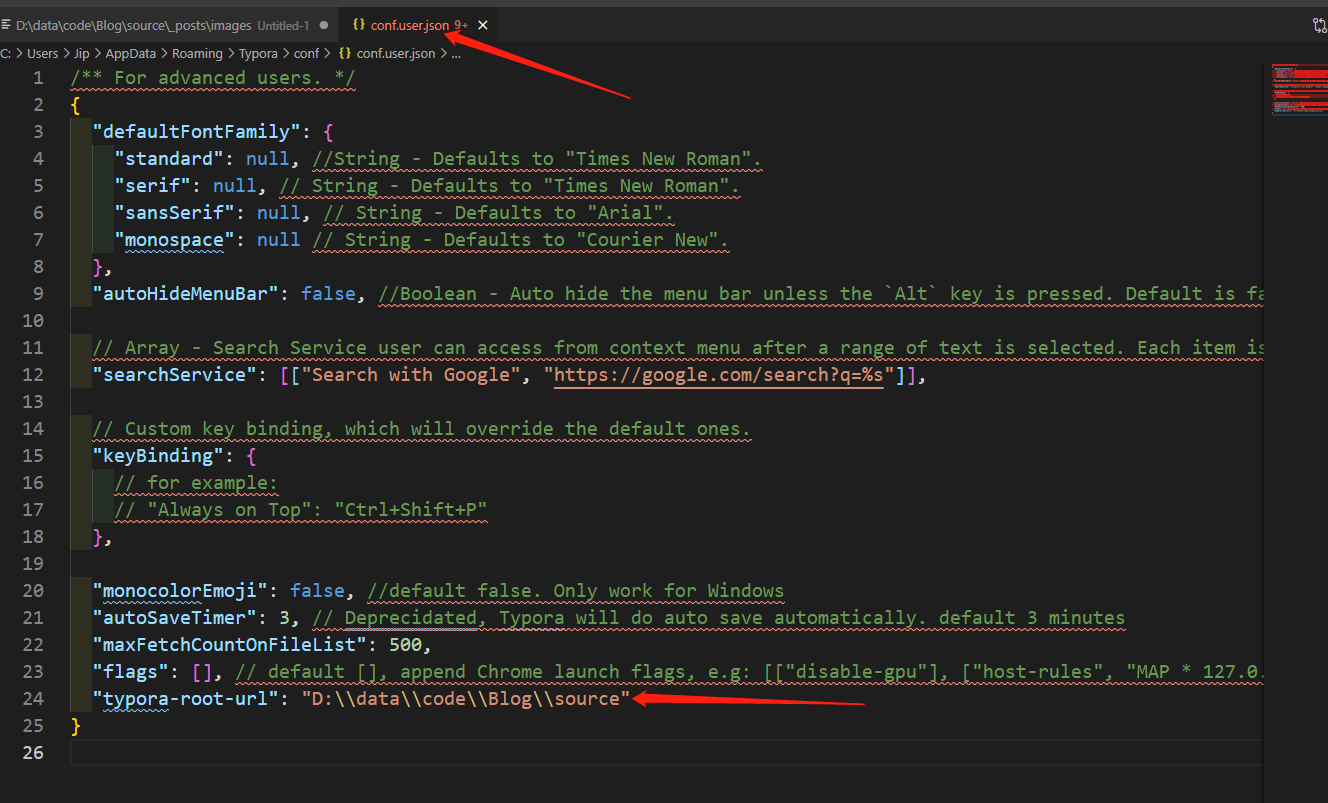 D:\data\code\Blog\source\_posts\images Untitled-1 ●
{} conf.user.json 9+ ×
C: > Users > Jip > AppData > Roaming > Typora > conf > {} conf.user.json > ...
1 /** For advanced users. */
2 {
3 "defaultFontFamily": {
4 "standard": null, //String - Defaults to "Times New Roman".
5 "serif": null, // String - Defaults to "Times New Roman".
6 "sansSerif": null, // String - Defaults to "Arial".
7 "monospace": null // String - Defaults to "Courier New".
8 },
9 "autoHideMenuBar": false, //Boolean - Auto hide the menu bar unless the `Alt` key is pressed. Default is fa
10
11 // Array - Search Service user can access from context menu after a range of text is selected. Each item is
12 "searchService": [["Search with Google", "https://google.com/search?q=%s"]],
13
14 // Custom key binding, which will override the default ones.
15 "keyBinding": {
16 // for example:
17 // "Always on Top": "Ctrl+Shift+P"
18 },
19
20 "monocolorEmoji": false, //default false. Only work for Windows
21 "autoSaveTimer": 3, // Deprecidated, Typora will do auto save automatically. default 3 minutes
22 "maxFetchCountOnFileList": 500,
23 "flags": [], // default [], append Chrome launch flags, e.g: [["disable-gpu"], ["host-rules", "MAP * 127.0.
24 "typora-root-url": "D:\\data\\code\\Blog\\source"
25 }
26